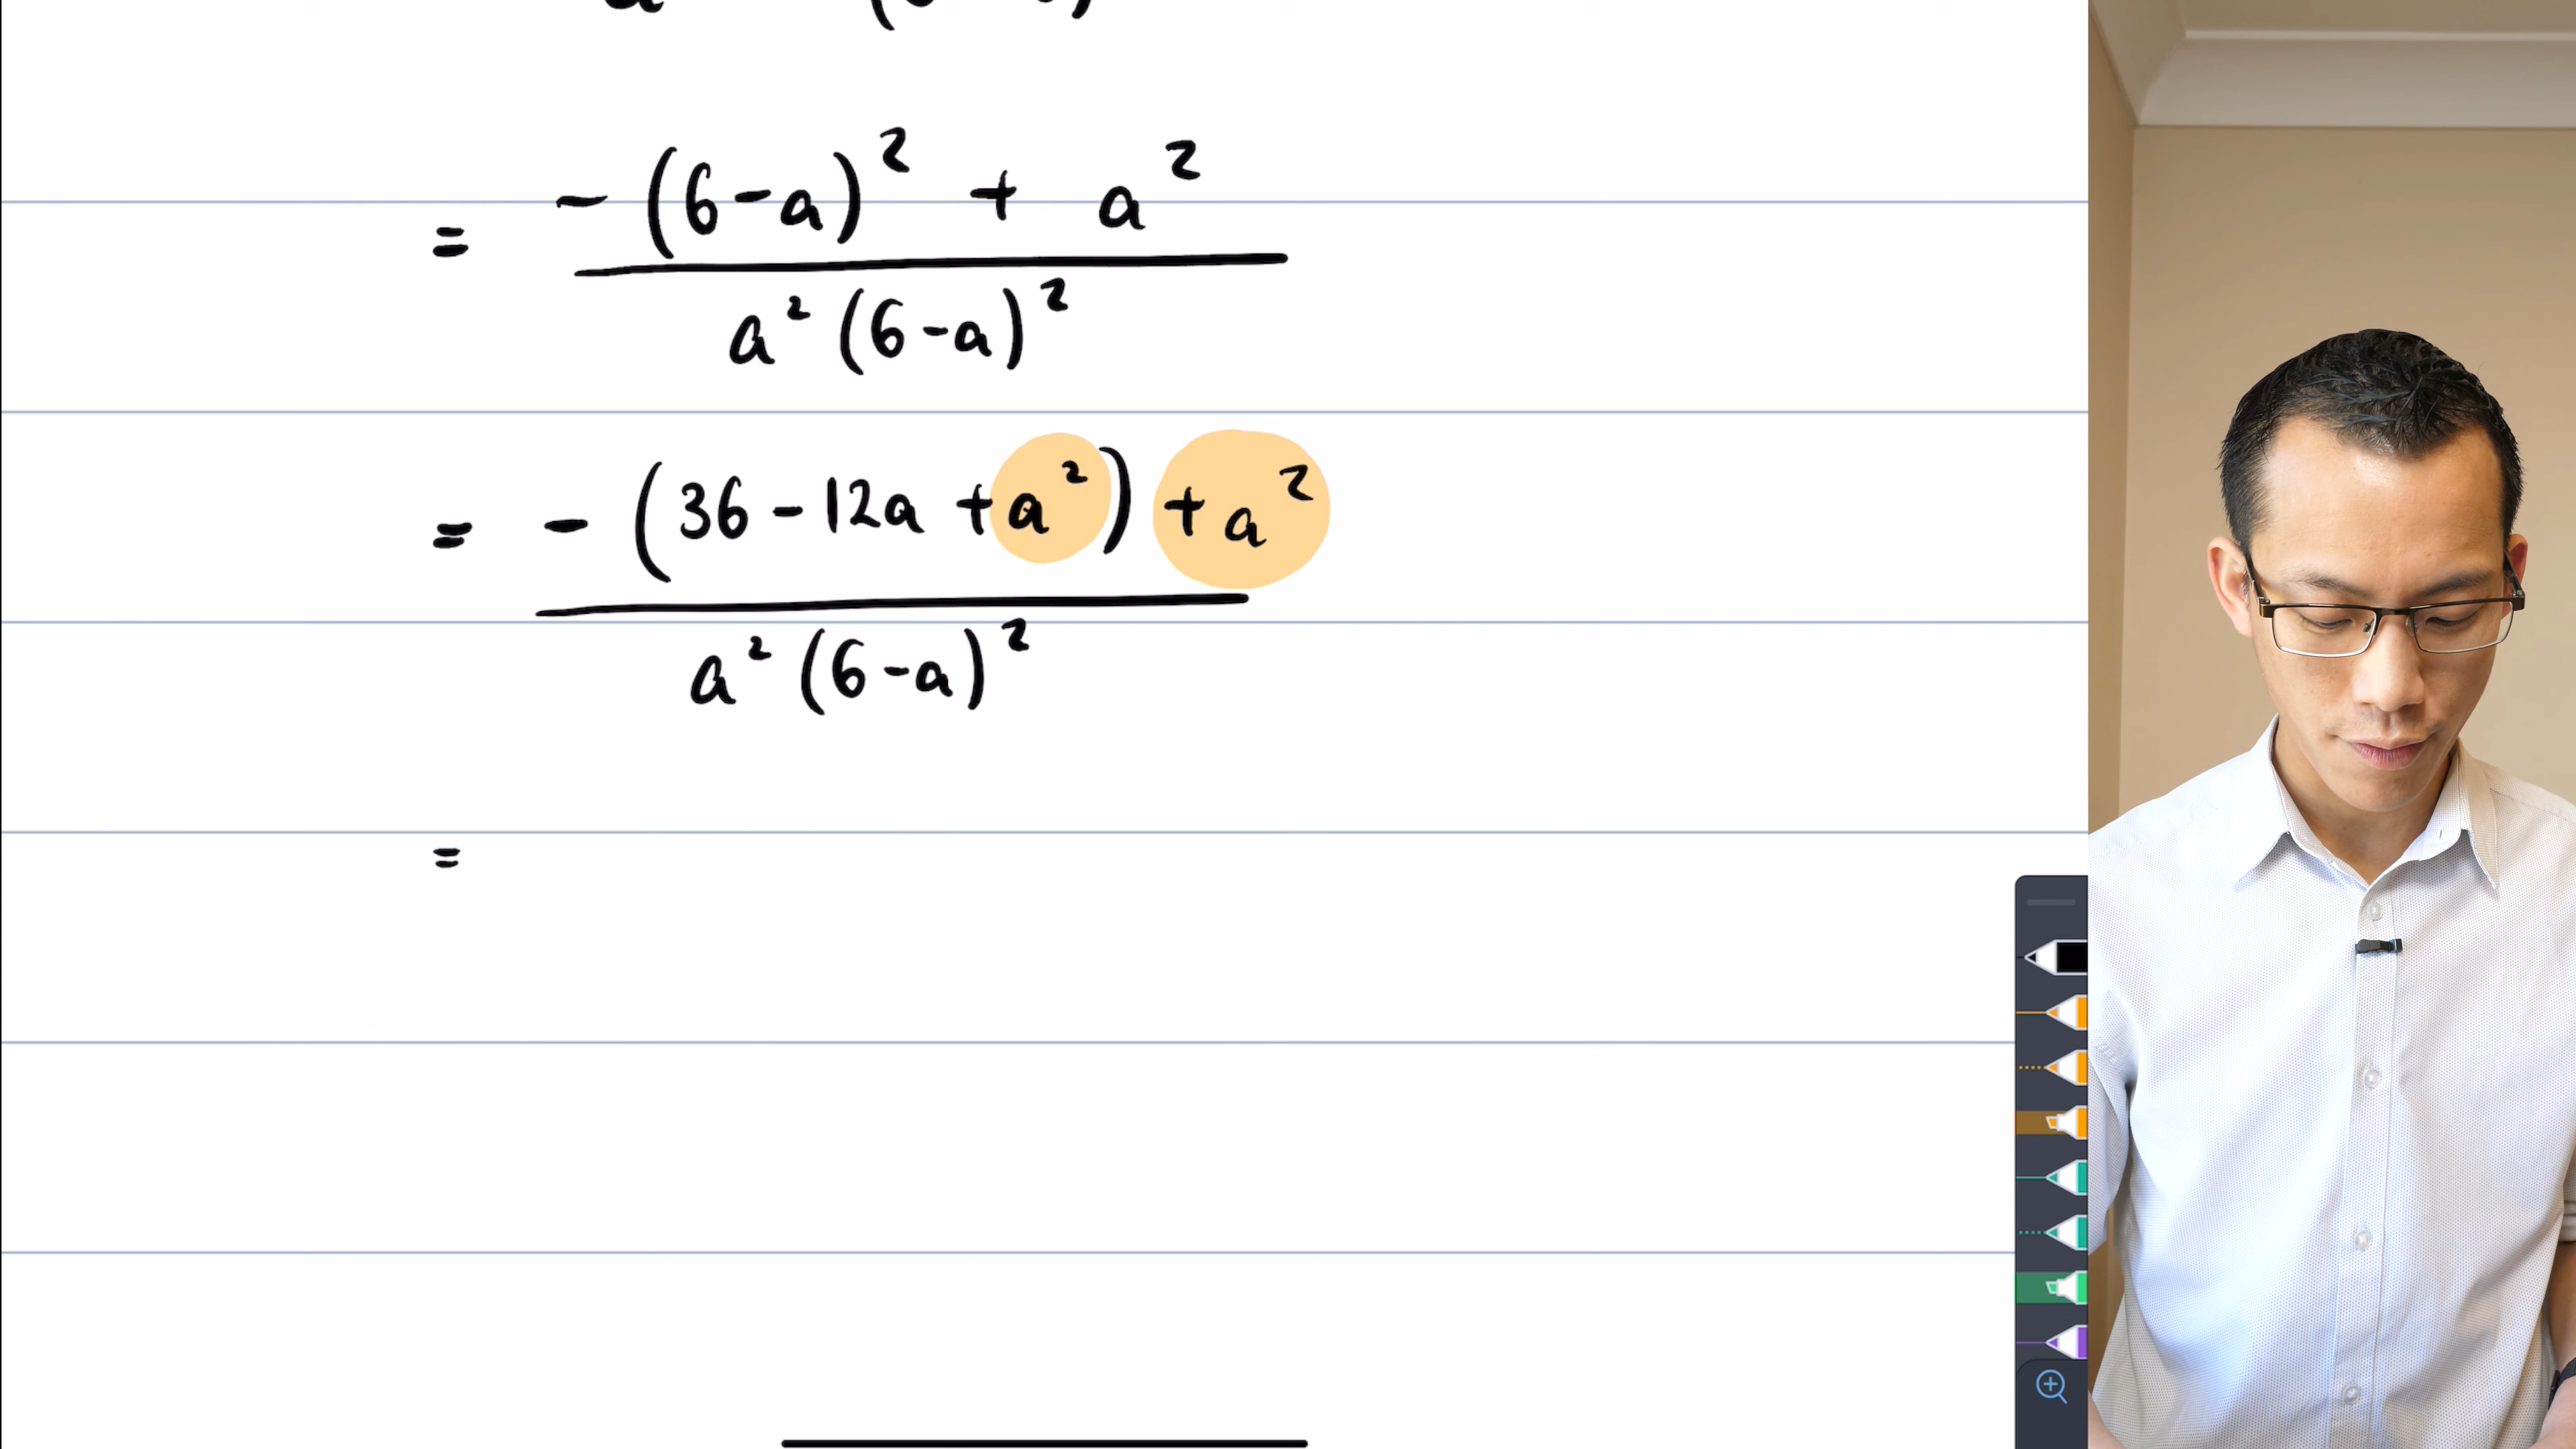 = -(6-a)² + a²
a²(6-a)²
= -(36-12a+a²)+a²
a²(6-a)²
=